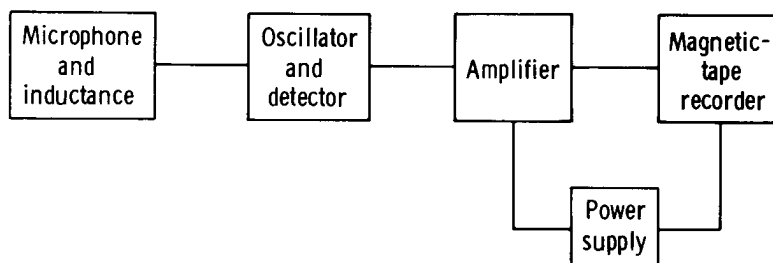 Microphone
and
inductance
Oscillator
and
detector
Amplifier
Magnetic-
tape
recorder
Power
supply